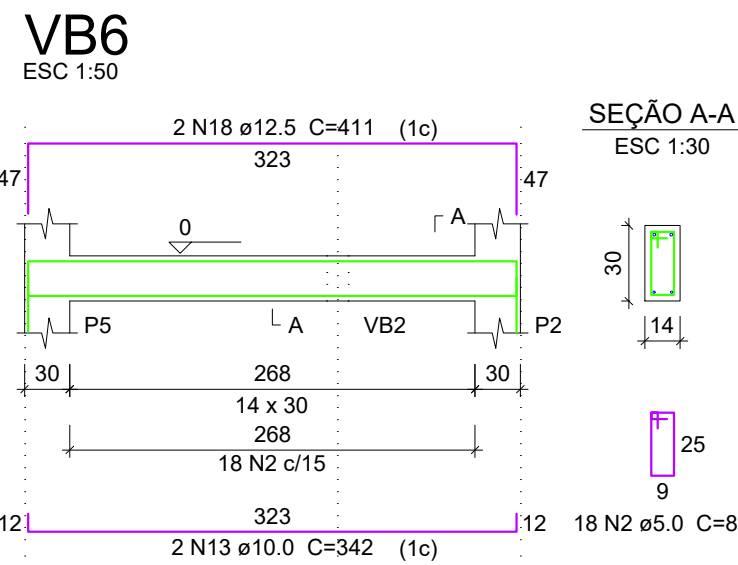 VB6
ESC 1:50
2 N18 ø12.5 C=411 (1c)
323
47
47
SEÇÃO A-A
ESC 1:30
A
0
30
14
P5
A
VB2
P2
30
268
30
14 x 30
268
18 N2 c/15
25
9
12
323
12
18 N2 ø5.0 C=8
2 N13 ø10.0 C=342 (1c)